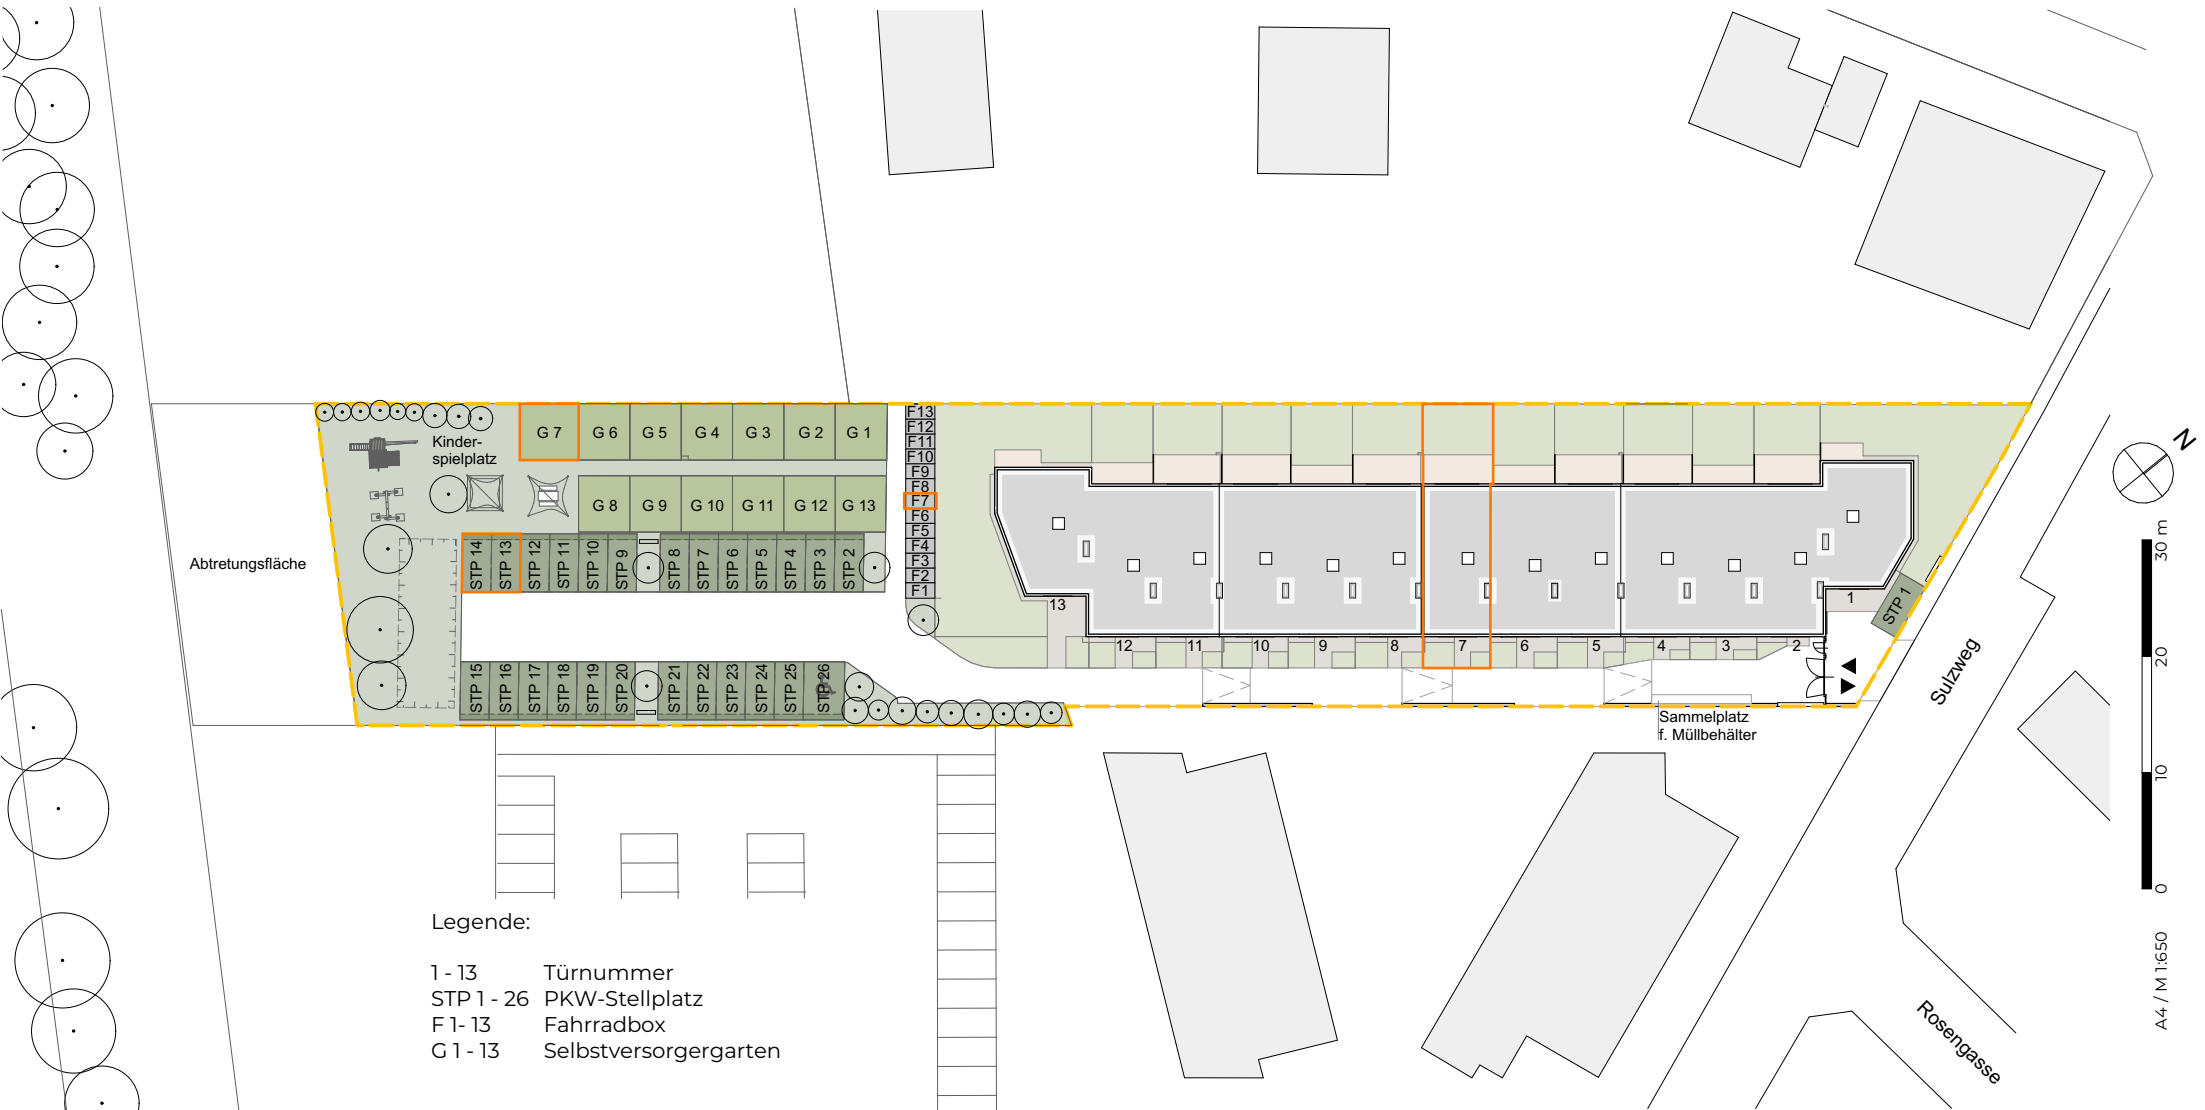 Kinder-
spielplatz
G 7
G 6
G 5
G 4
G 3
G 2
G 1
G 8
G 9
G 10
G 11
G 12
G 13
F13
F12
F11
F10
F9
F8
F7
F6
F5
F4
F3
F2
F1
STP 14
STP 13
STP 12
STP 11
STP 10
STP 9
STP 8
STP 7
STP 6
STP 5
STP 4
STP 3
STP 2
Abtretungsfläche
STP 15
STP 16
STP 17
STP 18
STP 19
STP 20
STP 21
STP 22
STP 23
STP 24
STP 25
STP 26
13
12
11
10
9
8
7
6
5
4
3
2
1
STP 1
Sammelplatz
f. Müllbehälter
Sulzweg
Rosengasse
N
30 m
20
10
0
A4 / M 1:650
Legende:
1 - 13 Türnummer
STP 1 - 26 PKW-Stellplatz
F 1- 13 Fahrradbox
G 1 - 13 Selbstversorgergarten